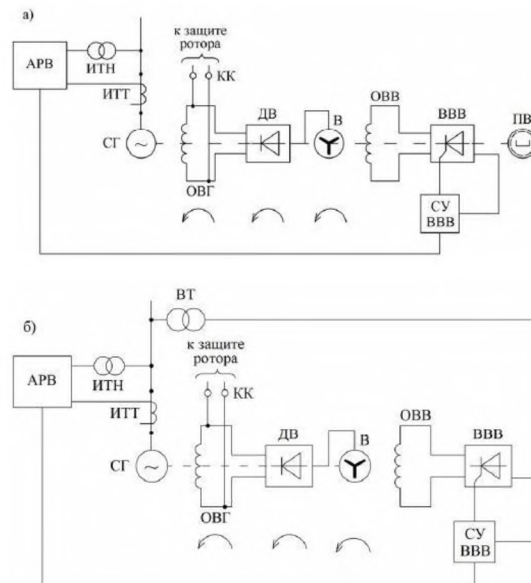 а)
к защите
ротора
КК
АРВ
ИТН
ИТТ
СГ
ОВГ
ДВ
В
ОВВ
ВВВ
ПВ
СУ
ВВВ
б)
ВТ
к защите
ротора
КК
АРВ
ИТН
ИТТ
СГ
ОВГ
ДВ
В
ОВВ
ВВВ
СУ
ВВВ